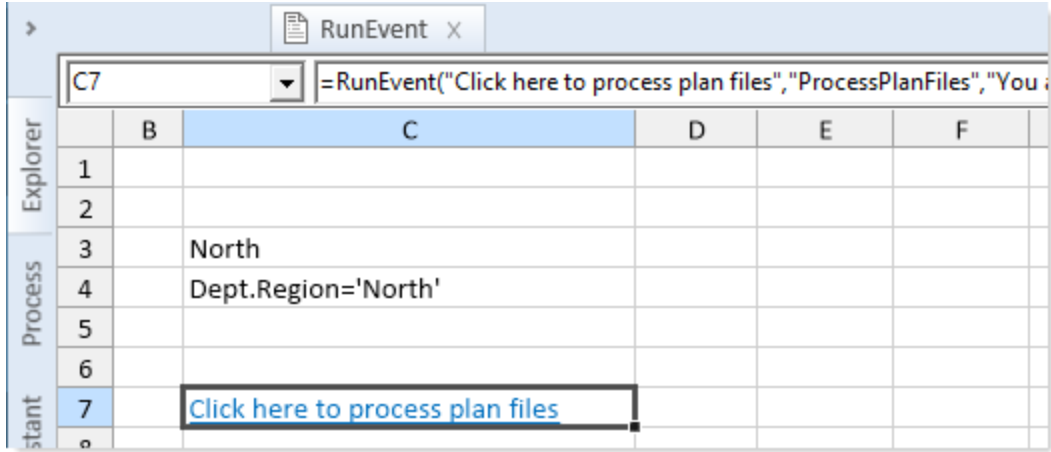 RunEvent
C7
=RunEvent("Click here to process plan files","ProcessPlanFiles","You
B C D E F
1
2
3 North
4 Dept.Region='North'
5
6
7 Click here to process plan files
Explorer
Process